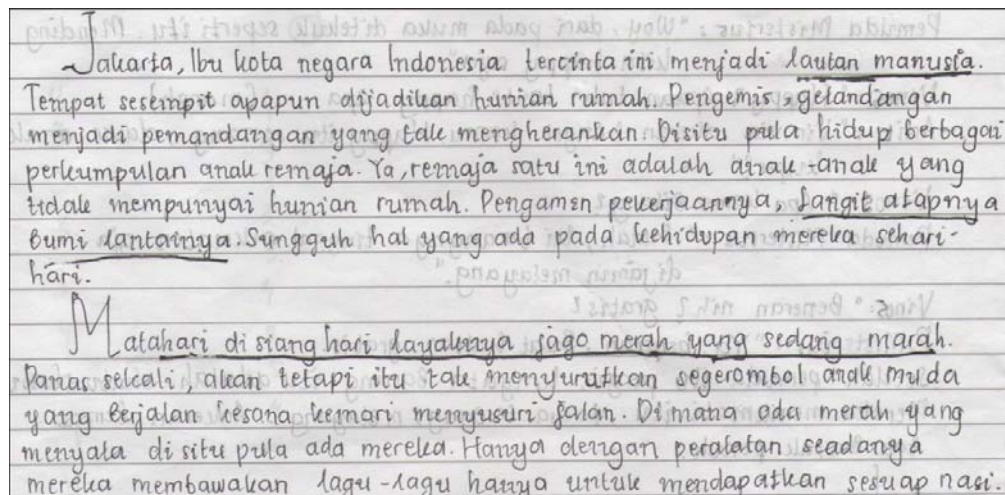 Jakarta, Ibu kota negara Indonesia tercinta ini menjadi lautan manusia.
Tempat sesempit apapun dijadikan hunian rumah. Pengemis, gelandangan
menjadi pemandangan yang tak mengherankan. Disitu pula hidup berbagai
perkumpulan anak remaja. Ya, remaja satu ini adalah anak-anak yang
tidak mempunyai hunian rumah. Pengamen pekerjaannya, Langit atapnya
Bumi lantainya. Sungguh hal yang ada pada kehidupan mereka sehari-
hari.
Matahari di siang hari layaknya jago merah yang sedang marah.
Panas sekali, akan tetapi itu tak menyurutkan segerombol anak muda
yang berjalan kesana kemari menyusuri jalan. Dimana ada merah yang
menyala di situ pula ada mereka. Hanya dengan peralatan seadanya
mereka membawakan lagu-lagu hanya untuk mendapatkan sesuap nasi.